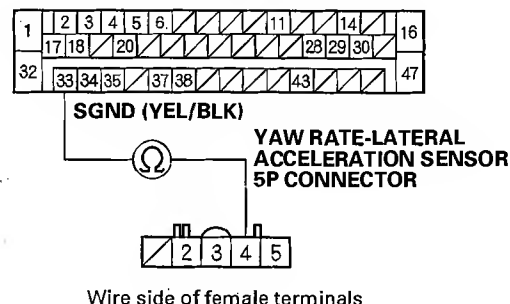 1 2 3 4 5 6. 11 14 16
17 18 20 28 29 30
32 33 34 35 37 38 43 47
SGND (YEL/BLK)
YAW RATE-LATERAL
ACCELERATION SENSOR
5P CONNECTOR
Ω
2 3 4 5
Wire side of female terminals